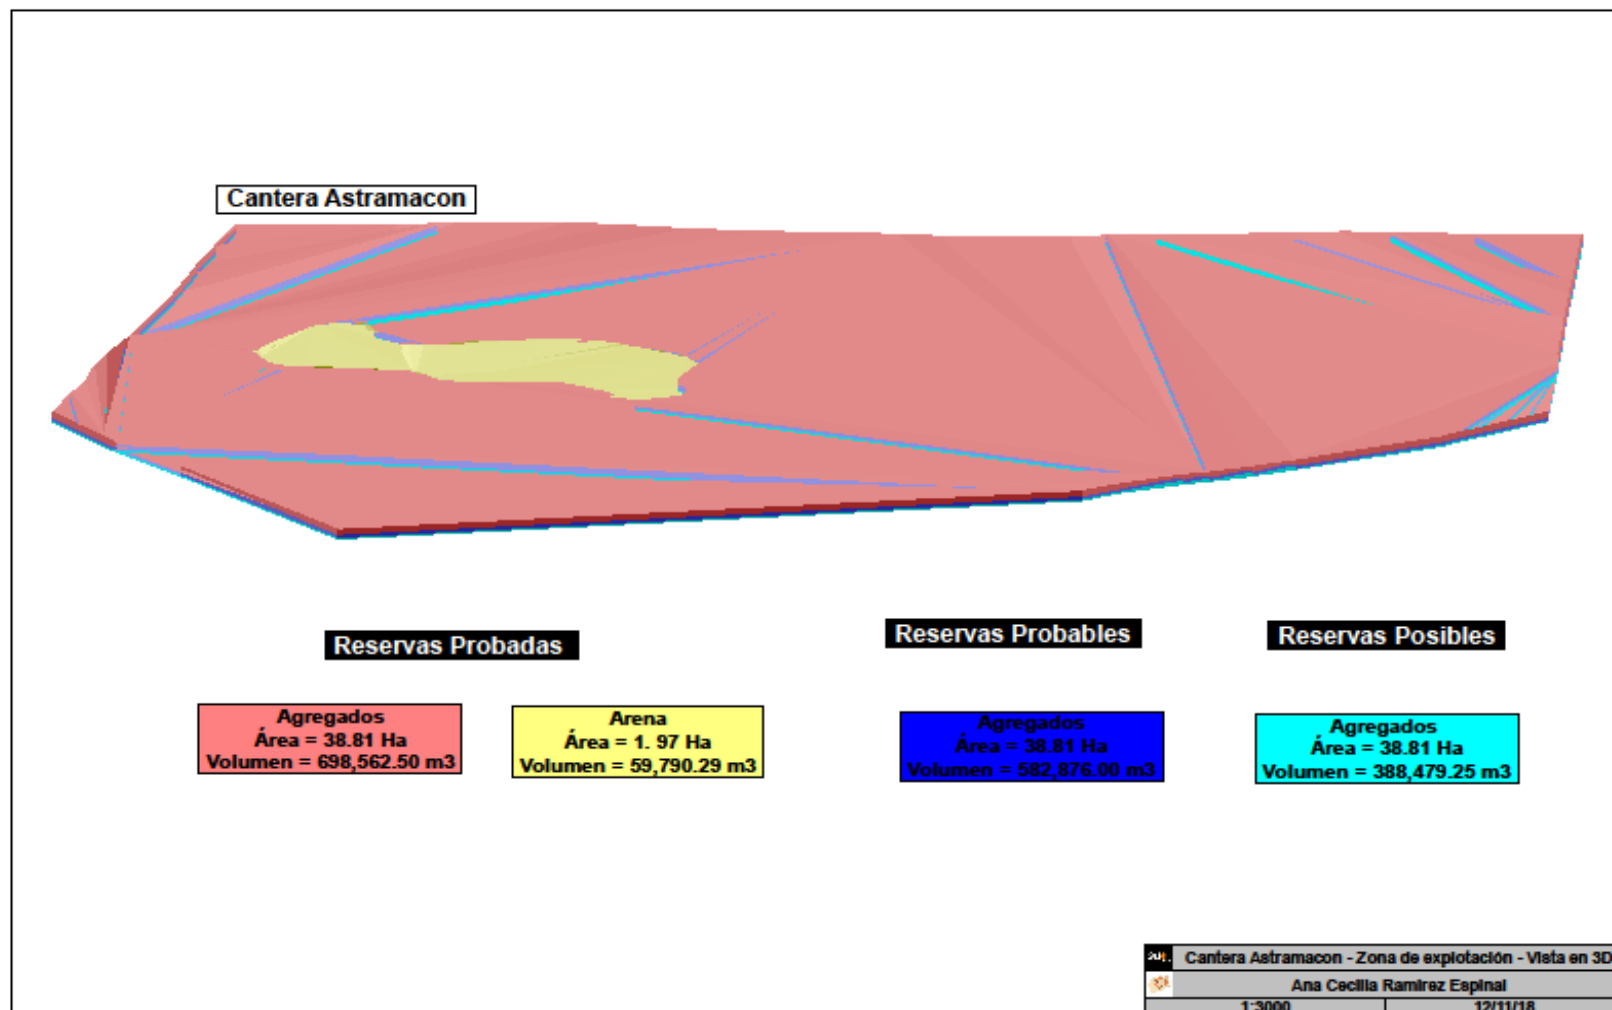 Cantera Astramacon
Reservas Probadas
Reservas Probables
Reservas Posibles
Agregados
Área = 38.81 Ha
Volumen = 698,562.50 m3
Arena
Área = 1. 97 Ha
Volumen = 59,790.29 m3
Agregados
Área = 38.81 Ha
Volumen = 582,876.00 m3
Agregados
Área = 38.81 Ha
Volumen = 388,479.25 m3
Cantera Astramacon - Zona de explotación - Vista en 3D
Ana Cecilia Ramirez Espinal
1:3000
12/11/18